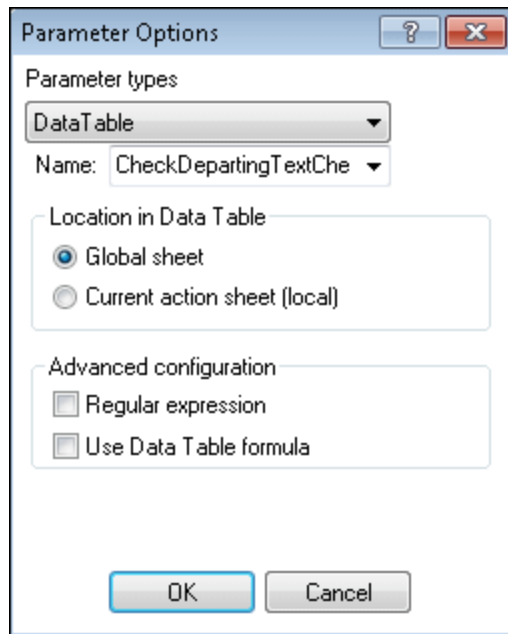 Parameter Options
?
Parameter types
DataTable
Name: CheckDepartingTextChe
Location in Data Table
Global sheet
Current action sheet (local)
Advanced configuration
Regular expression
Use Data Table formula
OK Cancel